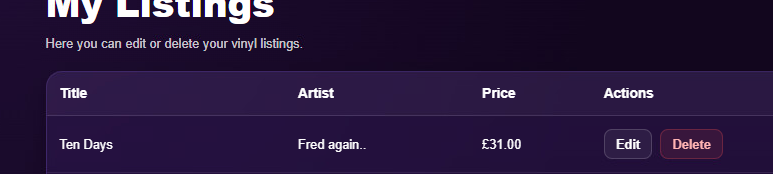 My Listings
Here you can edit or delete your vinyl listings.
Title Artist Price Actions
Ten Days Fred again.. £31.00 Edit Delete